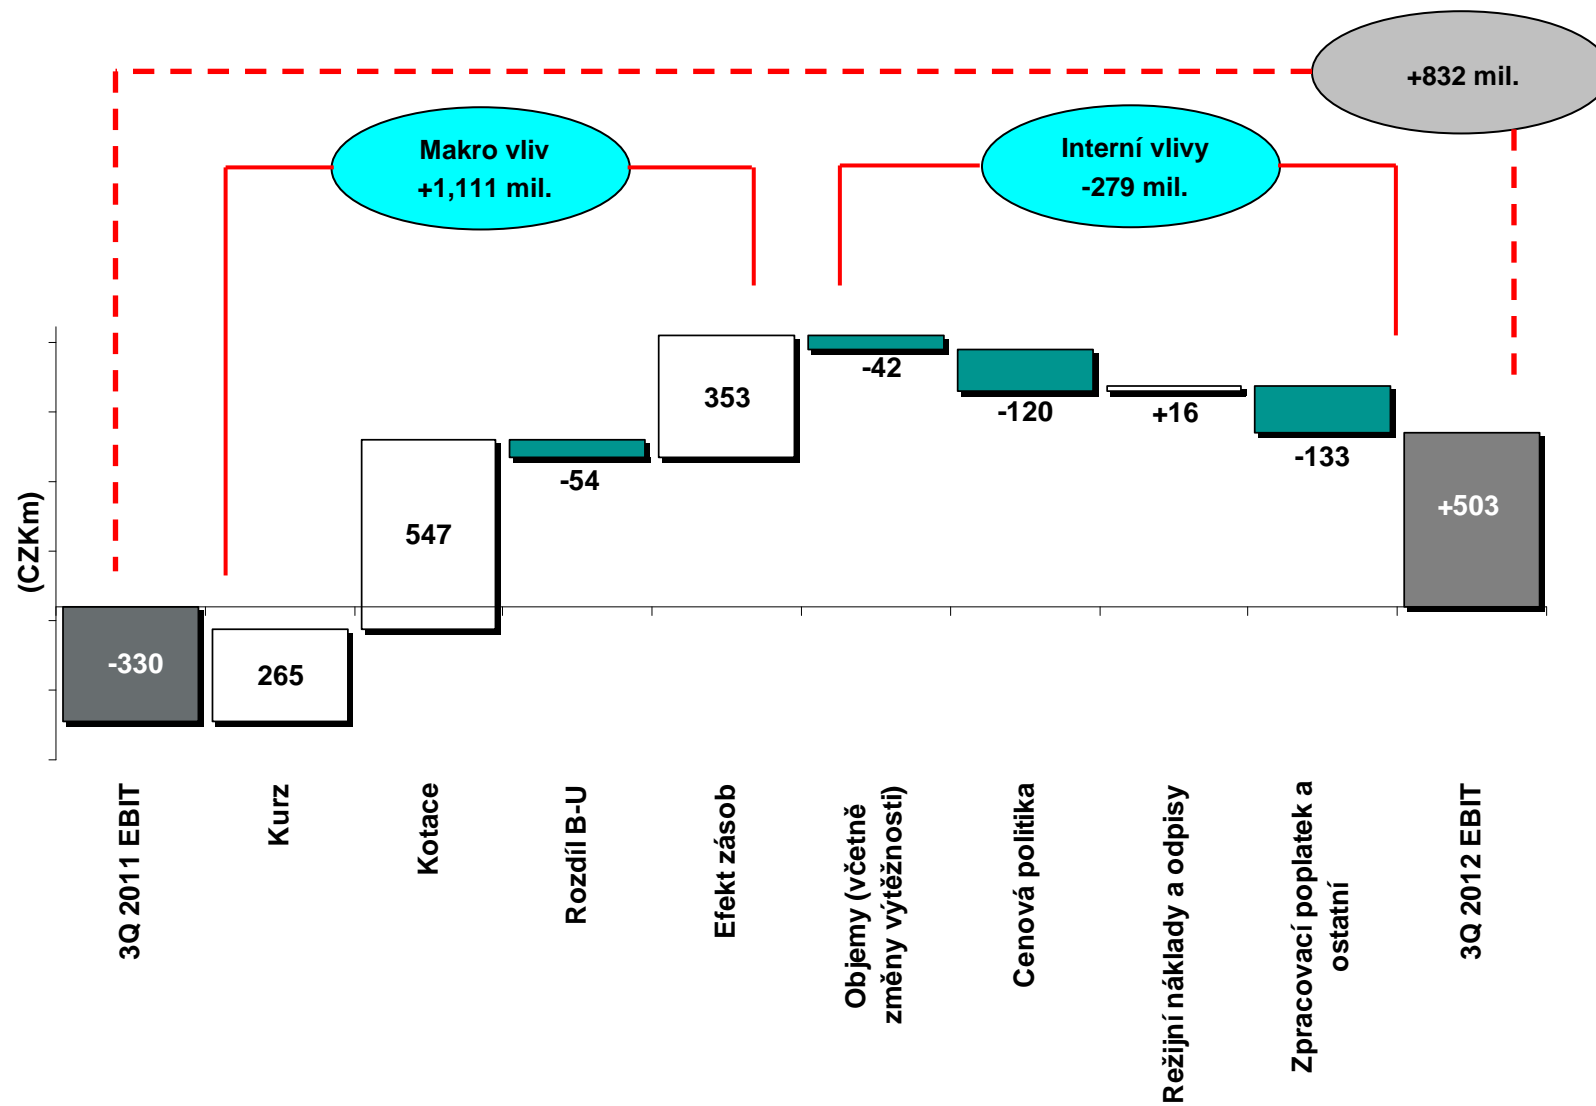 +832 mil.
Makro vliv
+1,111 mil.
Interní vlivy
-279 mil.
(CZKm)
-330
265
547
-54
353
-42
-120
+16
-133
+503
3Q 2011 EBIT
Kurz
Kotace
Rozdíl B-U
Efekt zásob
Objemy (včetně
změny výtěžnosti)
Cenová politika
Režijní náklady a odpisy
Zpracovací poplatek a
ostatní
3Q 2012 EBIT